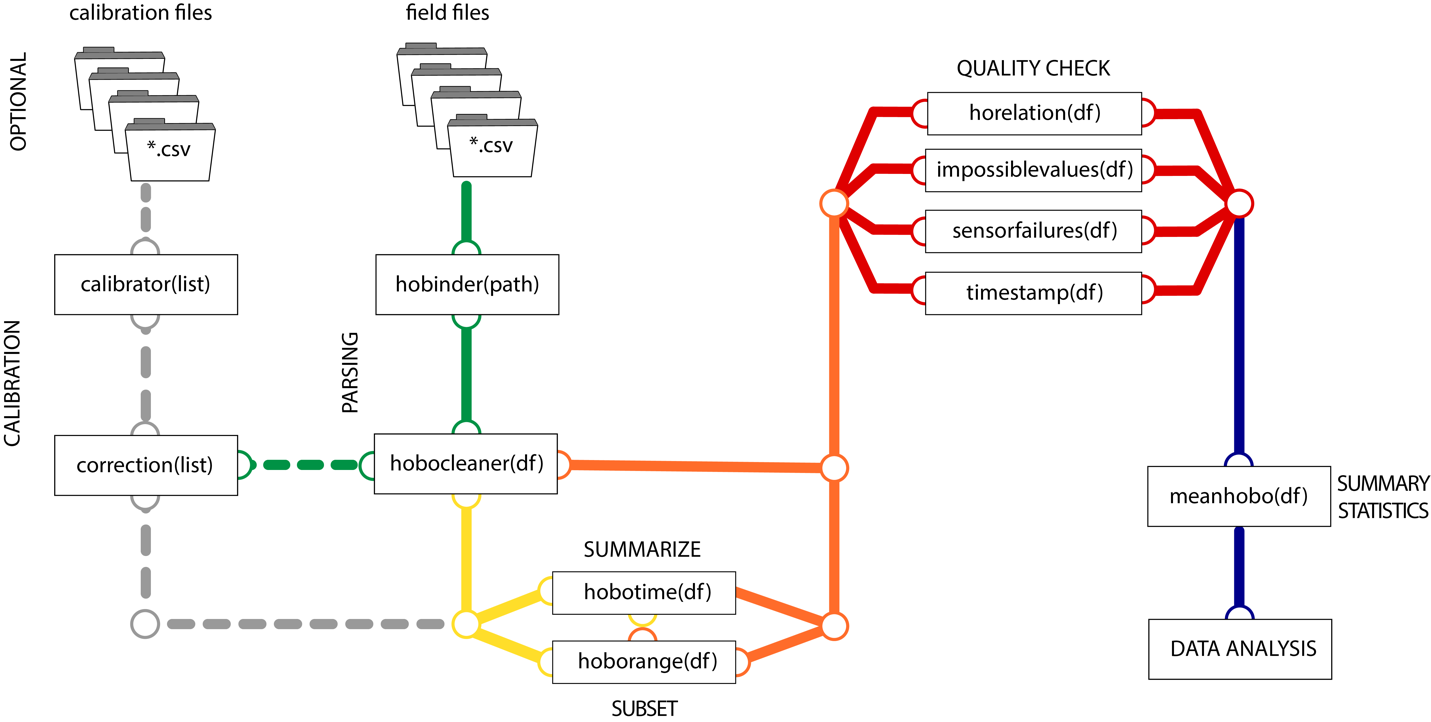 calibration files
field files
OPTIONAL
*.csv
*.csv
QUALITY CHECK
horelation(df)
impossiblevalues(df)
sensorfailures(df)
timestamp(df)
calibrator(list)
hobinder(path)
CALIBRATION
PARSING
correction(list)
hobocleaner(df)
meanhobo(df)
SUMMARY
STATISTICS
SUMMARIZE
hobotime(df)
hoborange(df)
SUBSET
DATA ANALYSIS